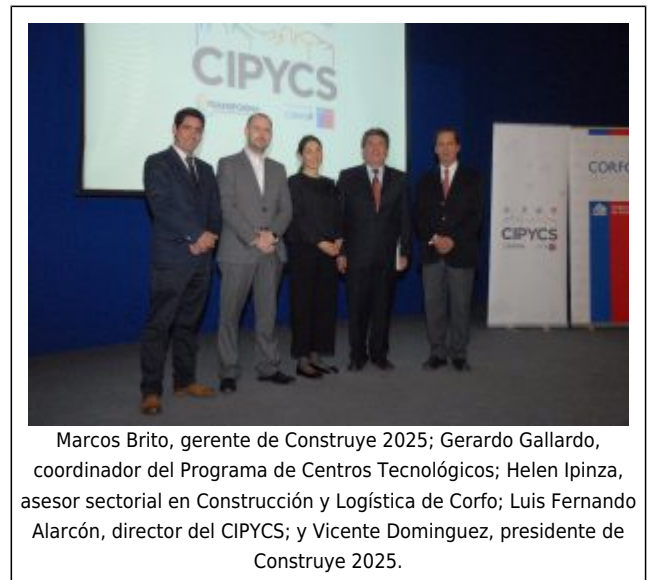 CIPYCS
CORFO
CIPYCS
Marcos Brito, gerente de Construye 2025; Gerardo Gallardo,
coordinador del Programa de Centros Tecnológicos; Helen Ipinza,
asesor sectorial en Construcción y Logística de Corfo; Luis Fernando
Alarcón, director del CIPYCS; y Vicente Dominguez, presidente de
Construye 2025.